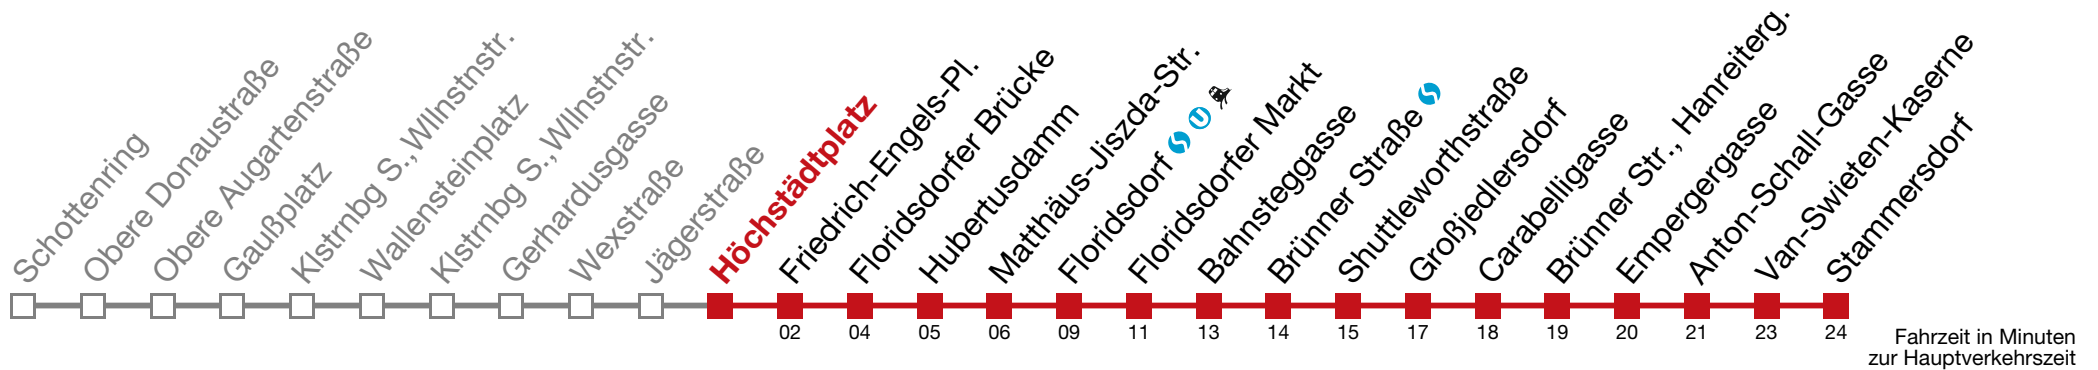 Schottenring
Obere Donaustraße
Obere Augartenstraße
Gaußplatz
Klstrnbg S., Wllnstnstr.
Wallensteinplatz
Klstrnbg S., Wllnstnstr.
Gerhardusgasse
Wexstraße
Jägerstraße
Höchstädtplatz
Friedrich-Engels-Pl.
Floridsdorfer Brücke
Hubertusdamm
Matthäus-Jiszda-Str.
Floridsdorf S U
Floridsdorfer Markt
Bahnsteggasse
Brünner Straße S
Shuttleworthstraße
Großjedlersdorf
Carabelligasse
Brünner Str., Hanreiterg.
Empergergasse
Anton-Schall-Gasse
Van-Swieten-Kaserne
Stammersdorf
02 04 05 06 09 11 13 14 15 17 18 19 20 21 23 24
Fahrzeit in Minuten
zur Hauptverkehrszeit